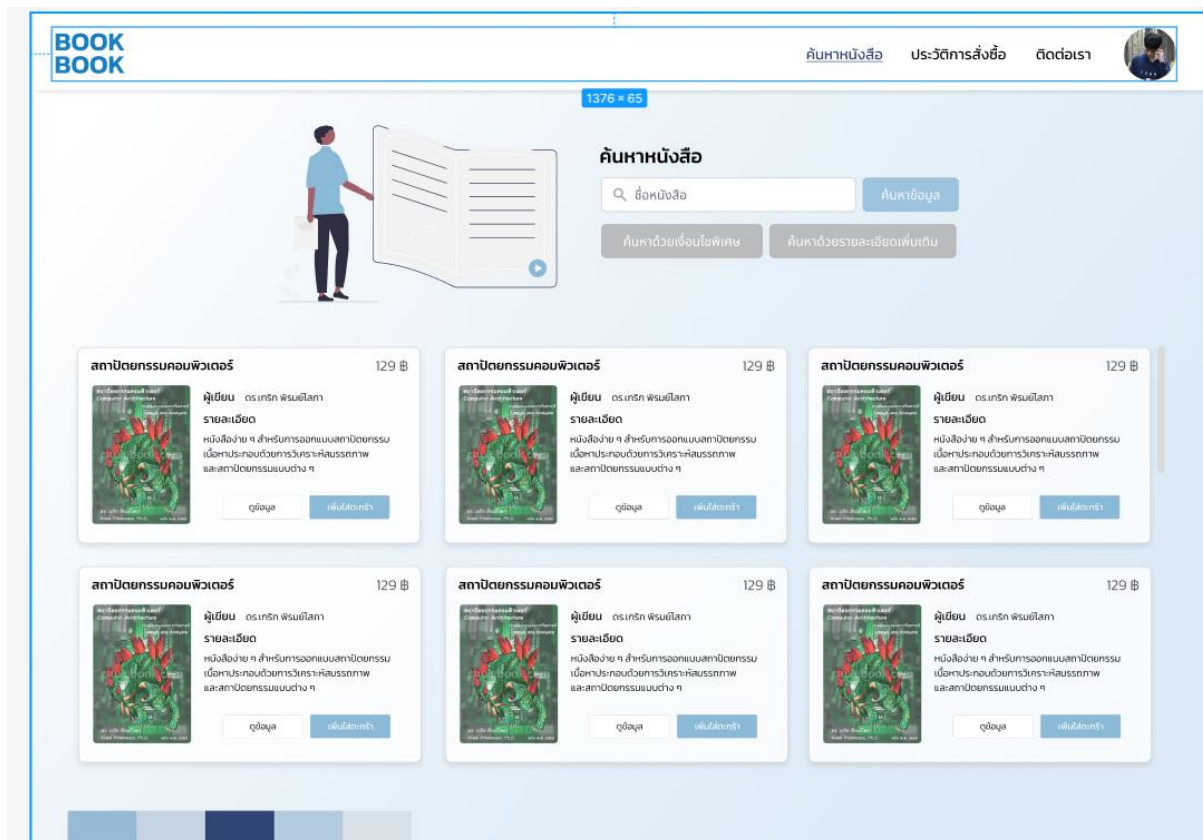 BOOK
BOOK
ค้นหาหนังสือ ประวัติการสั่งซื้อ ติดต่อเรา
1376 × 65
ค้นหาหนังสือ
ชื่อหนังสือ
ค้นหาข้อมูล
ค้นหาด้วยเงื่อนไขพิเศษ ค้นหาด้วยรายละเอียดเพิ่มเติม
สถาปัตยกรรมคอมพิวเตอร์ 129 ฿
ผู้เขียน ดร.เกริก พิรมย์โสภา
รายละเอียด
หนังสือง่าย ๆ สำหรับการออกแบบสถาปัตยกรรม
เนื้อหาประกอบด้วยการวิเคราะห์สมรรถภาพ
และสถาปัตยกรรมแบบต่าง ๆ
ดูข้อมูล เพิ่มใส่ตะกร้า
สถาปัตยกรรมคอมพิวเตอร์ 129 ฿
ผู้เขียน ดร.เกริก พิรมย์โสภา
รายละเอียด
หนังสือง่าย ๆ สำหรับการออกแบบสถาปัตยกรรม
เนื้อหาประกอบด้วยการวิเคราะห์สมรรถภาพ
และสถาปัตยกรรมแบบต่าง ๆ
ดูข้อมูล เพิ่มใส่ตะกร้า
สถาปัตยกรรมคอมพิวเตอร์ 129 ฿
ผู้เขียน ดร.เกริก พิรมย์โสภา
รายละเอียด
หนังสือง่าย ๆ สำหรับการออกแบบสถาปัตยกรรม
เนื้อหาประกอบด้วยการวิเคราะห์สมรรถภาพ
และสถาปัตยกรรมแบบต่าง ๆ
ดูข้อมูล เพิ่มใส่ตะกร้า
สถาปัตยกรรมคอมพิวเตอร์ 129 ฿
ผู้เขียน ดร.เกริก พิรมย์โสภา
รายละเอียด
หนังสือง่าย ๆ สำหรับการออกแบบสถาปัตยกรรม
เนื้อหาประกอบด้วยการวิเคราะห์สมรรถภาพ
และสถาปัตยกรรมแบบต่าง ๆ
ดูข้อมูล เพิ่มใส่ตะกร้า
สถาปัตยกรรมคอมพิวเตอร์ 129 ฿
ผู้เขียน ดร.เกริก พิรมย์โสภา
รายละเอียด
หนังสือง่าย ๆ สำหรับการออกแบบสถาปัตยกรรม
เนื้อหาประกอบด้วยการวิเคราะห์สมรรถภาพ
และสถาปัตยกรรมแบบต่าง ๆ
ดูข้อมูล เพิ่มใส่ตะกร้า
สถาปัตยกรรมคอมพิวเตอร์ 129 ฿
ผู้เขียน ดร.เกริก พิรมย์โสภา
รายละเอียด
หนังสือง่าย ๆ สำหรับการออกแบบสถาปัตยกรรม
เนื้อหาประกอบด้วยการวิเคราะห์สมรรถภาพ
และสถาปัตยกรรมแบบต่าง ๆ
ดูข้อมูล เพิ่มใส่ตะกร้า